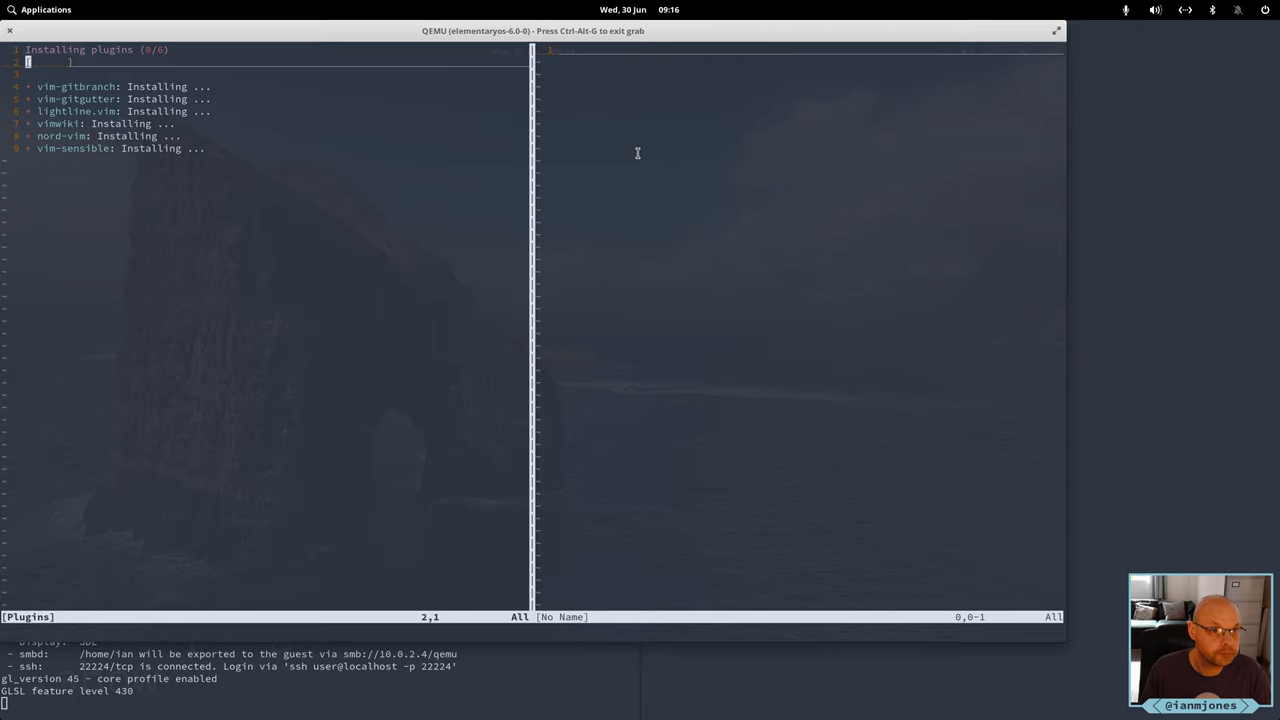 Applications
Wed, 30 Jun 09:16
QEMU (elementaryos-6.0-0) - Press Ctrl-Alt-G to exit grab
1 Installing plugins (0/6)
2 [      ]
3
4 + vim-gitbranch: Installing ...
5 + vim-gitgutter: Installing ...
6 + lightline.vim: Installing ...
7 + vimwiki: Installing ...
8 + nord-vim: Installing ...
9 + vim-sensible: Installing ...
1
[Plugins] 2,1 All
[No Name] 0,0-1 All
- Display: SDL
- smbd: /home/ian will be exported to the guest via smb://10.0.2.4/qemu
- ssh: 22224/tcp is connected. Login via 'ssh user@localhost -p 22224'
gl_version 45 - core profile enabled
GLSL feature level 430
@ianmjones